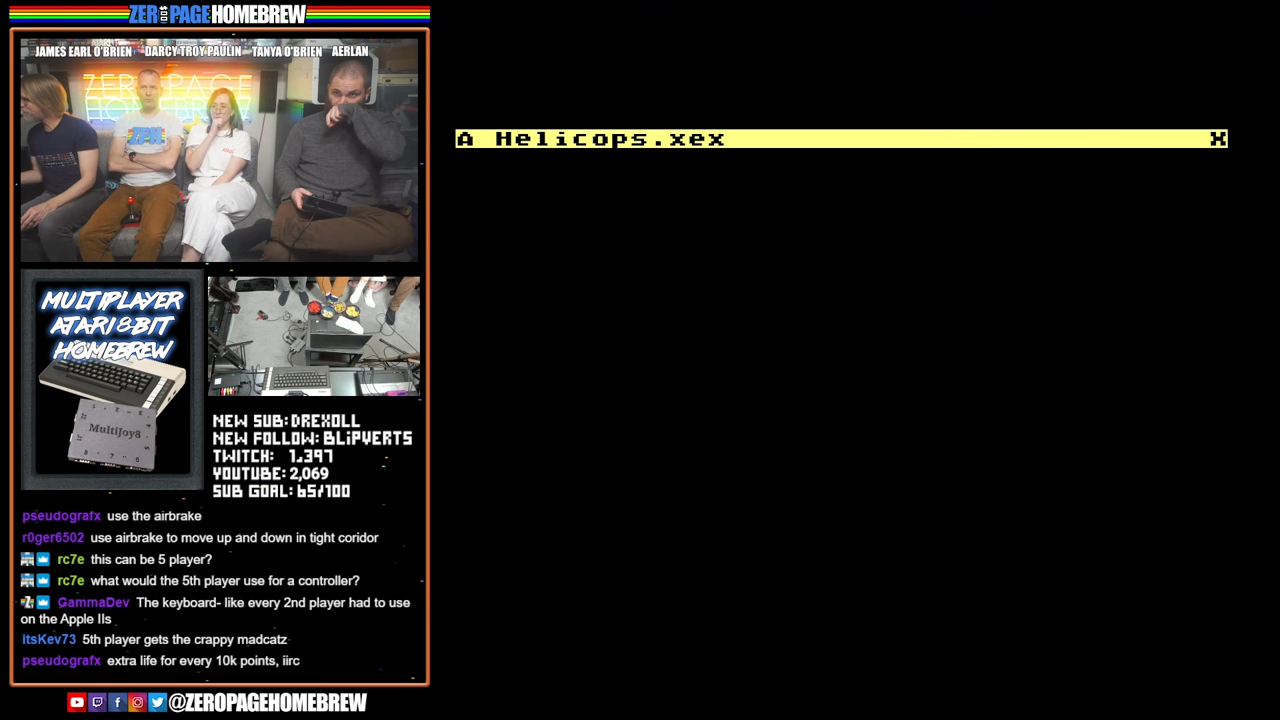 ZEROPAGE HOMEBREW
JAMES EARL O'BRIEN DARCY TROY PAULIN TANYA O'BRIEN AERLAN
ZERO PAGE
HOMEBREW
ZPH
MULTIPLAYER
ATARI 8BIT
HOMEBREW
MultiJoy8
NEW SUB: DREXOLL
NEW FOLLOW: BLiPVERTS
TWITCH: 1,397
YOUTUBE: 2,069
SUB GOAL: 65/100
pseudografx use the airbrake
r0ger6502 use airbrake to move up and down in tight coridor
rc7e this can be 5 player?
rc7e what would the 5th player use for a controller?
GammaDev The keyboard- like every 2nd player had to use
on the Apple IIs
itsKev73 5th player gets the crappy madcatz
pseudografx extra life for every 10k points, iirc
@ZEROPAGEHOMEBREW
A Helicops.xex X